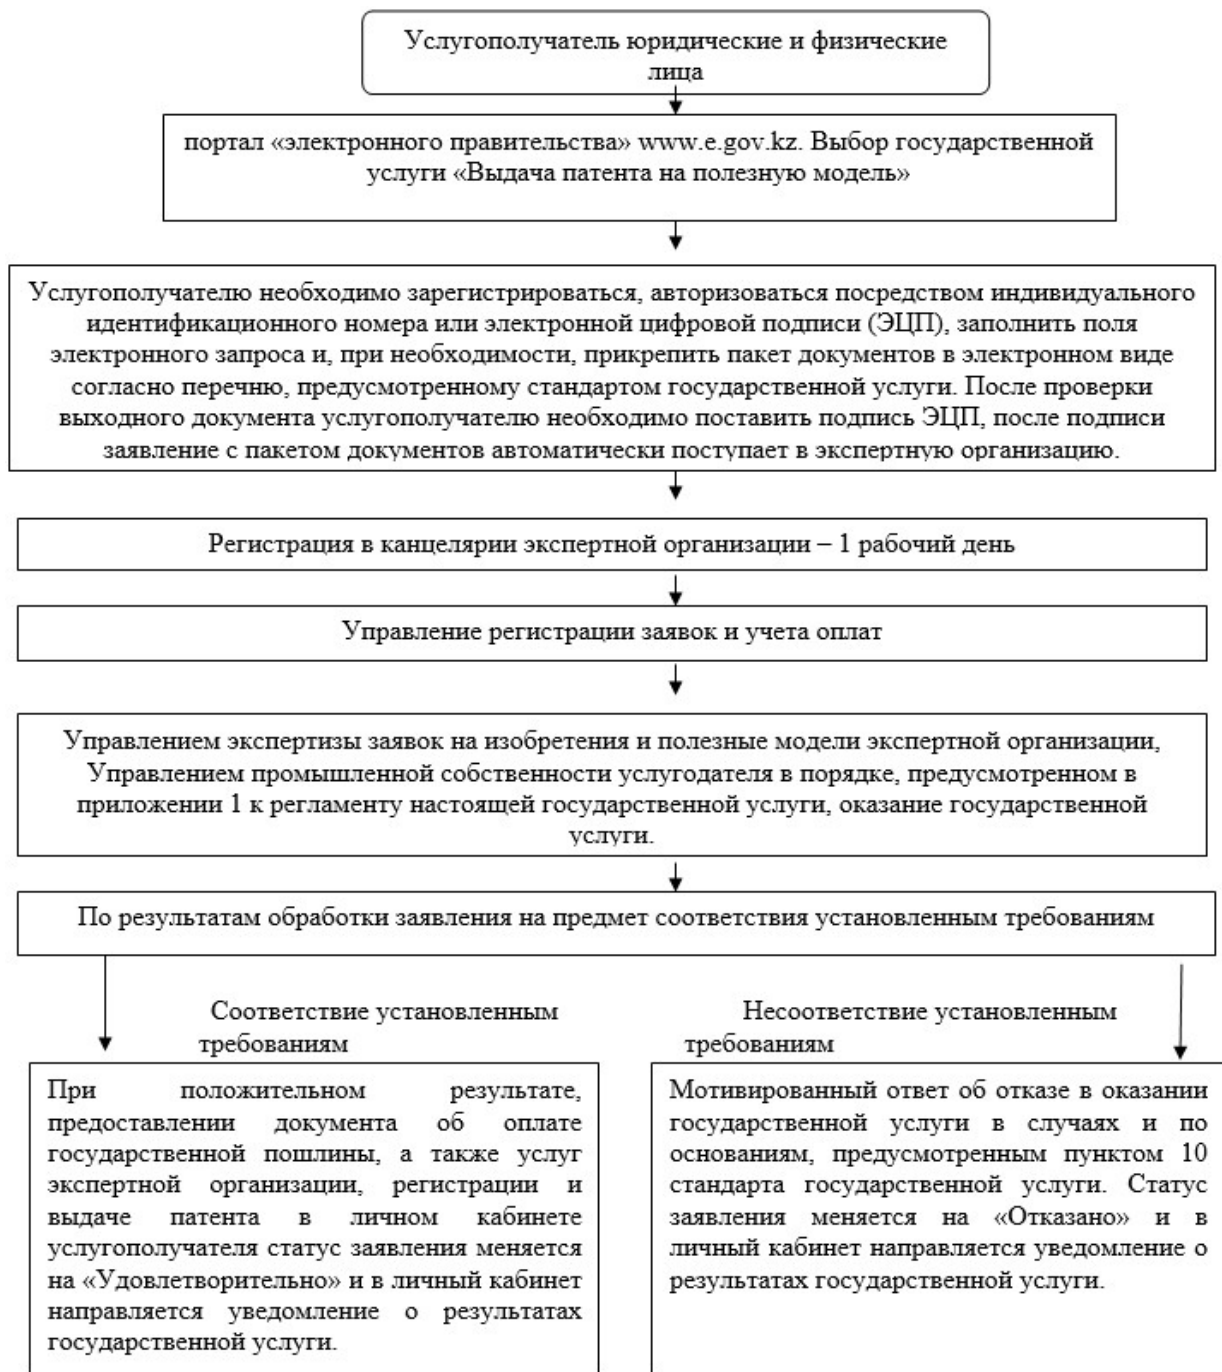 Услугополучатель юридические и физические
лица
портал «электронного правительства» www.e.gov.kz. Выбор государственной
услуги «Выдача патента на полезную модель»
Услугополучателю необходимо зарегистрироваться, авторизоваться посредством индивидуального
идентификационного номера или электронной цифровой подписи (ЭЦП), заполнить поля
электронного запроса и, при необходимости, прикрепить пакет документов в электронном виде
согласно перечню, предусмотренному стандартом государственной услуги. После проверки
выходного документа услугополучателю необходимо поставить подпись ЭЦП, после подписи
заявление с пакетом документов автоматически поступает в экспертную организацию.
Регистрация в канцелярии экспертной организации – 1 рабочий день
Управление регистрации заявок и учета оплат
Управлением экспертизы заявок на изобретения и полезные модели экспертной организации,
Управлением промышленной собственности услугодателя в порядке, предусмотренном в
приложении 1 к регламенту настоящей государственной услуги, оказание государственной
услуги.
По результатам обработки заявления на предмет соответствия установленным требованиям
Соответствие установленным
требованиям
Несоответствие установленным
требованиям
При положительном результате,
предоставлении документа об оплате
государственной пошлины, а также услуг
экспертной организации, регистрации и
выдаче патента в личном кабинете
услугополучателя статус заявления меняется
на «Удовлетворительно» и в личный кабинет
направляется уведомление о результатах
государственной услуги.
Мотивированный ответ об отказе в оказании
государственной услуги в случаях и по
основаниям, предусмотренным пунктом 10
стандарта государственной услуги. Статус
заявления меняется на «Отказано» и в
личный кабинет направляется уведомление о
результатах государственной услуги.